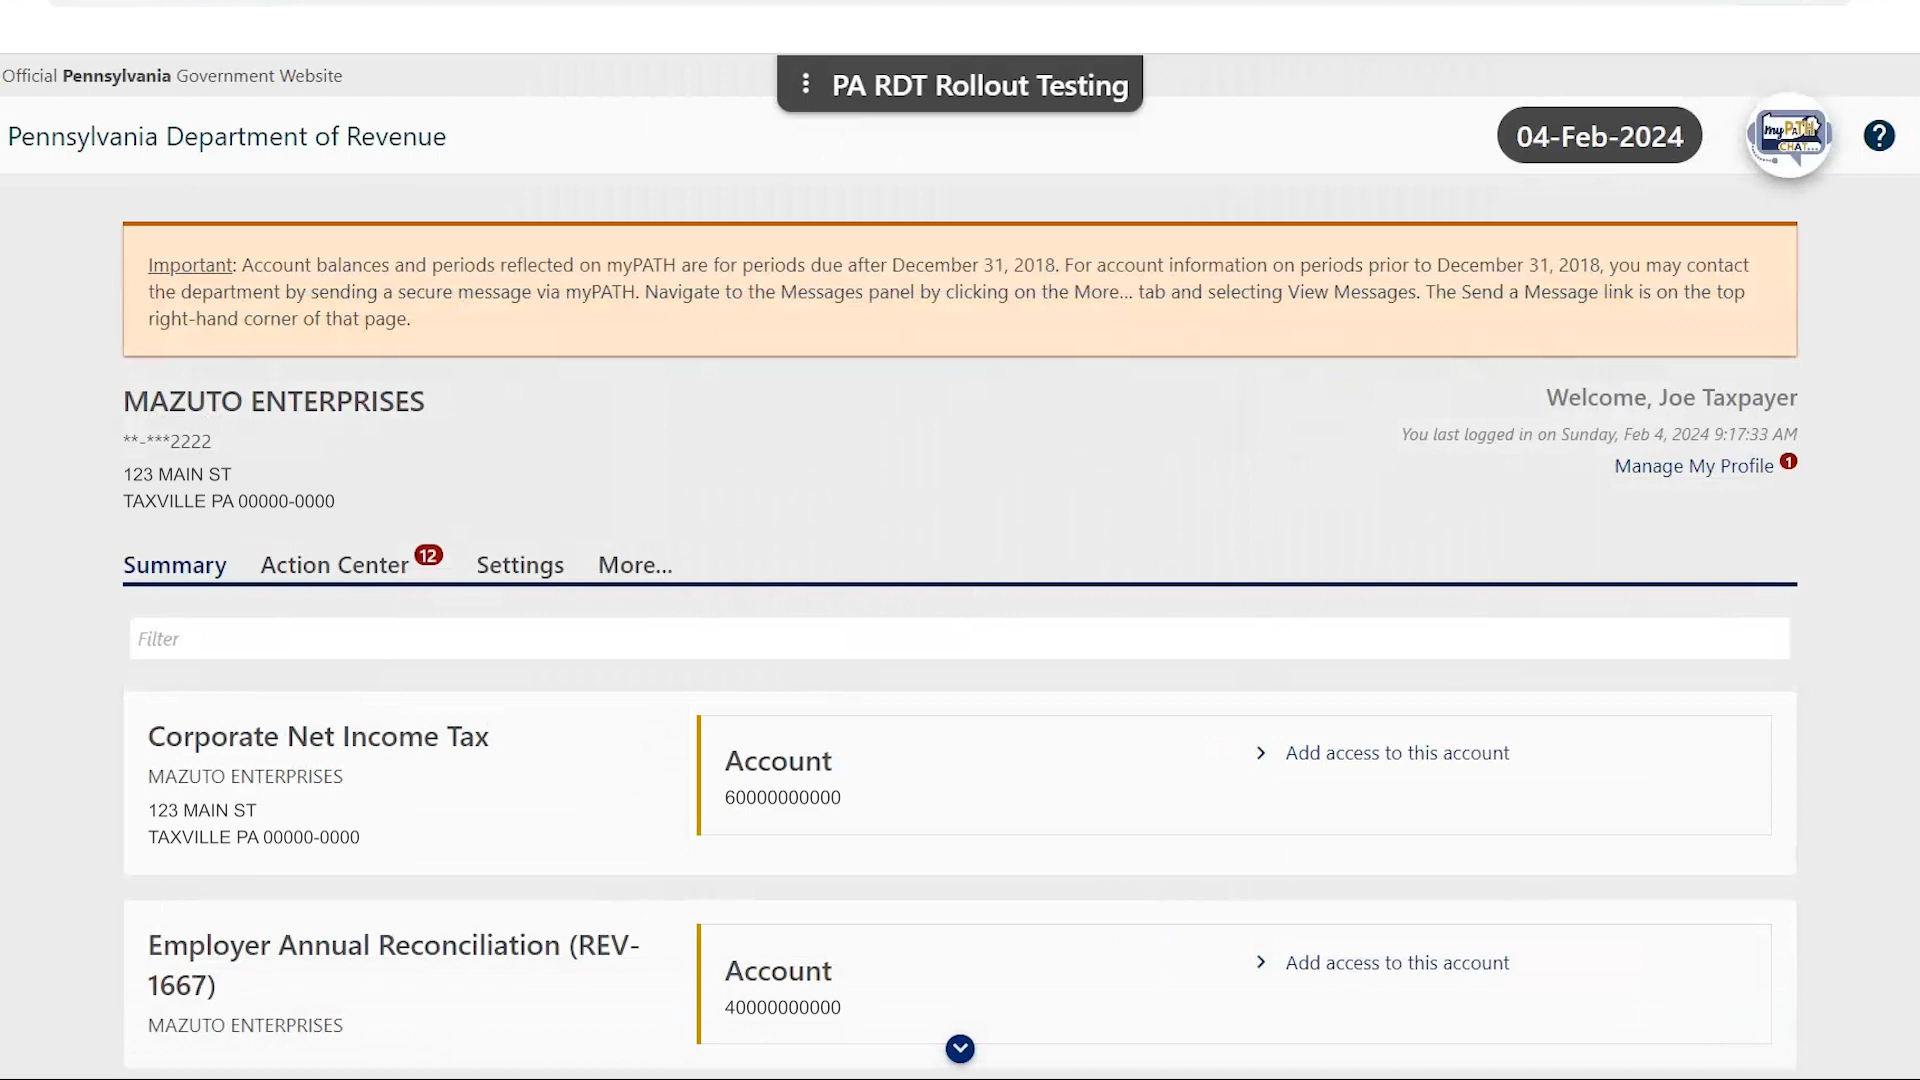 Official Pennsylvania Government Website
PA RDT Rollout Testing
Pennsylvania Department of Revenue
04-Feb-2024
myPATH
CHAT...
?
Important: Account balances and periods reflected on myPATH are for periods due after December 31, 2018. For account information on periods prior to December 31, 2018, you may contact
the department by sending a secure message via myPATH. Navigate to the Messages panel by clicking on the More... tab and selecting View Messages. The Send a Message link is on the top
right-hand corner of that page.
MAZUTO ENTERPRISES
**-***2222
123 MAIN ST
TAXVILLE PA 00000-0000
Welcome, Joe Taxpayer
You last logged in on Sunday, Feb 4, 2024 9:17:33 AM
Manage My Profile 1
Summary Action Center 12 Settings More...
Filter
Corporate Net Income Tax
MAZUTO ENTERPRISES
123 MAIN ST
TAXVILLE PA 00000-0000
Account
60000000000
Add access to this account
Employer Annual Reconciliation (REV-
1667)
MAZUTO ENTERPRISES
Account
40000000000
Add access to this account